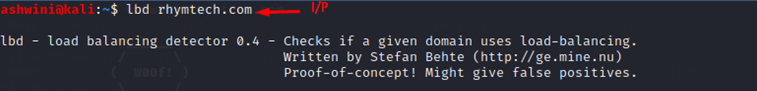 ashwini@kali:~$ lbd rhymtech.com I/P
lbd - load balancing detector 0.4 - Checks if a given domain uses load-balancing.
Written by Stefan Behte (http://ge.mine.nu)
( woof! )
Proof-of-concept! Might give false positives.